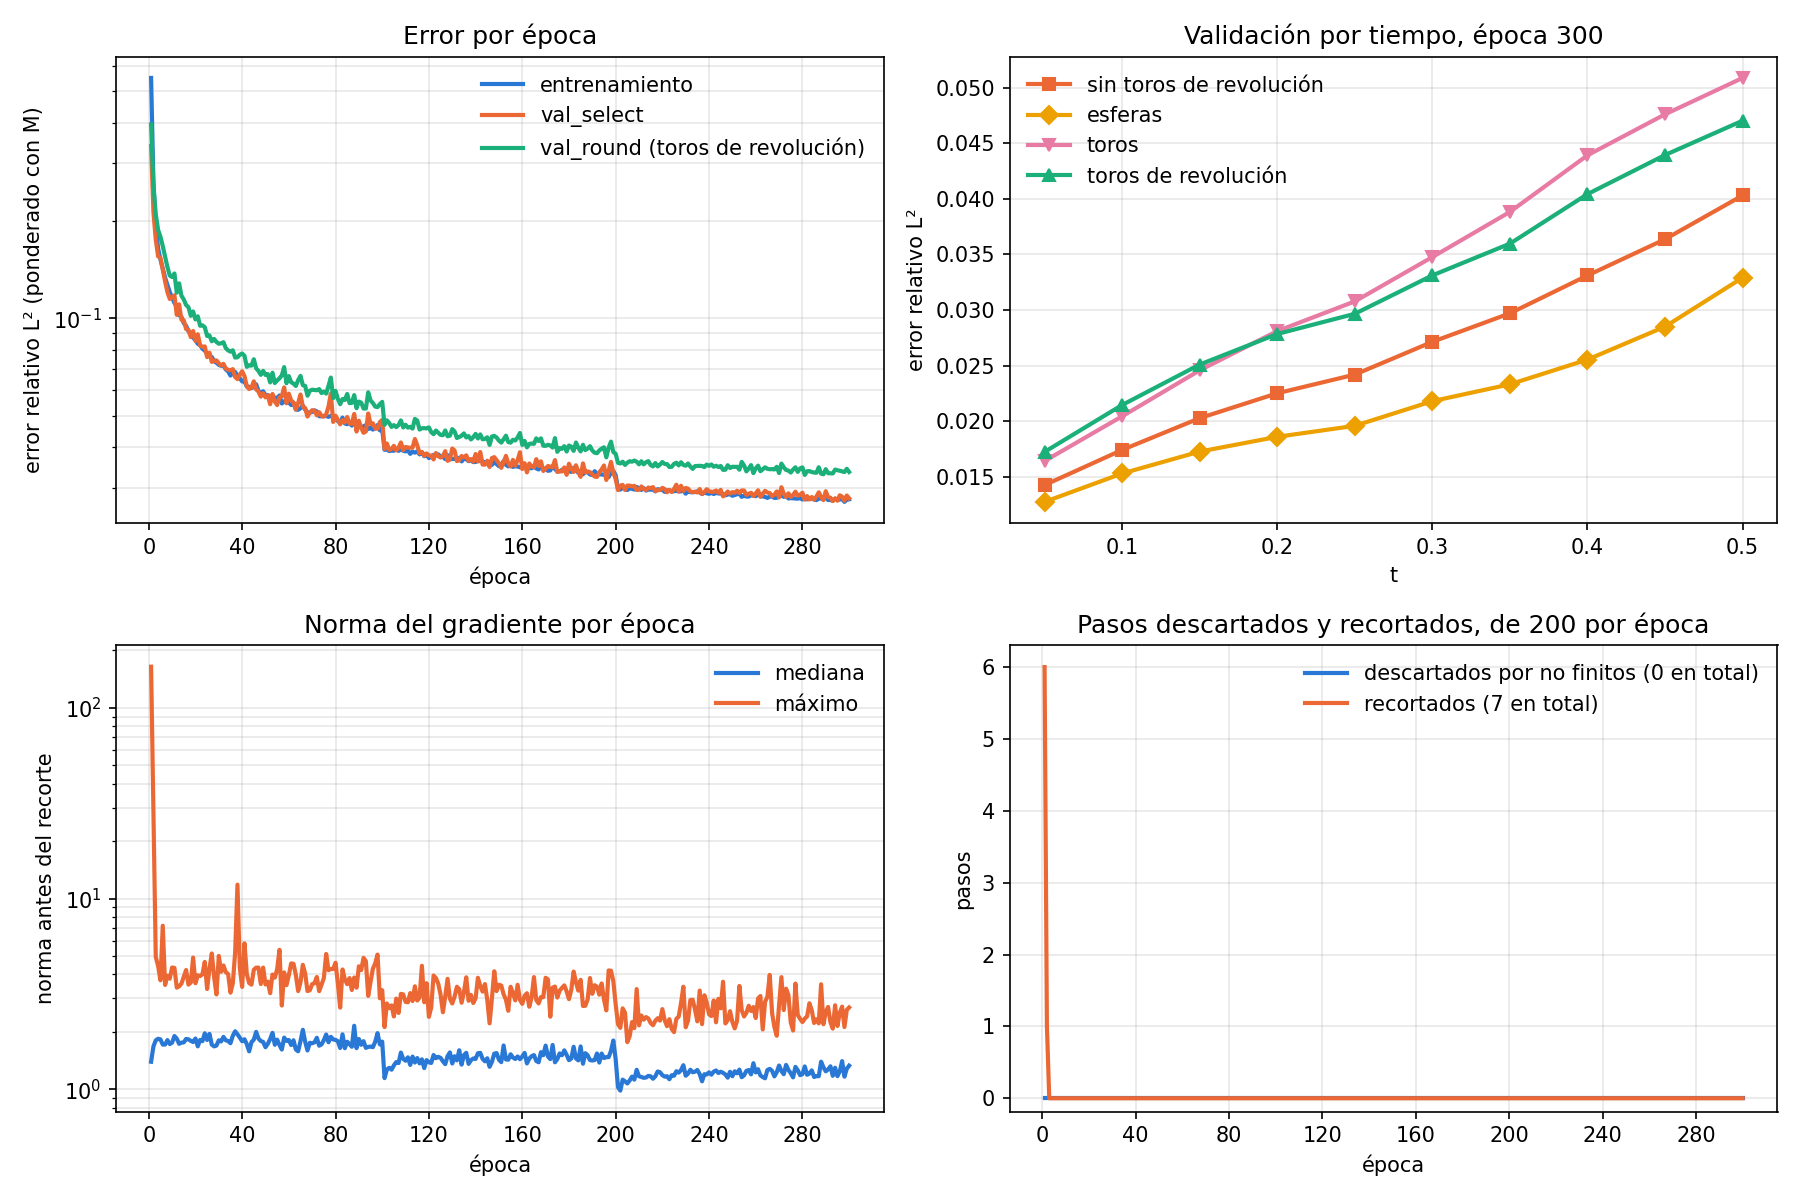 Error por época
error relativo L² (ponderado con M)
entrenamiento
val_select
val_round (toros de revolución)
10⁻¹
0 40 80 120 160 200 240 280
época
Validación por tiempo, época 300
error relativo L²
sin toros de revolución
esferas
toros
toros de revolución
0.050
0.045
0.040
0.035
0.030
0.025
0.020
0.015
0.1 0.2 0.3 0.4 0.5
t
Norma del gradiente por época
norma antes del recorte
mediana
máximo
10²
10¹
10⁰
0 40 80 120 160 200 240 280
época
Pasos descartados y recortados, de 200 por época
pasos
descartados por no finitos (0 en total)
recortados (7 en total)
6
5
4
3
2
1
0
0 40 80 120 160 200 240 280
época